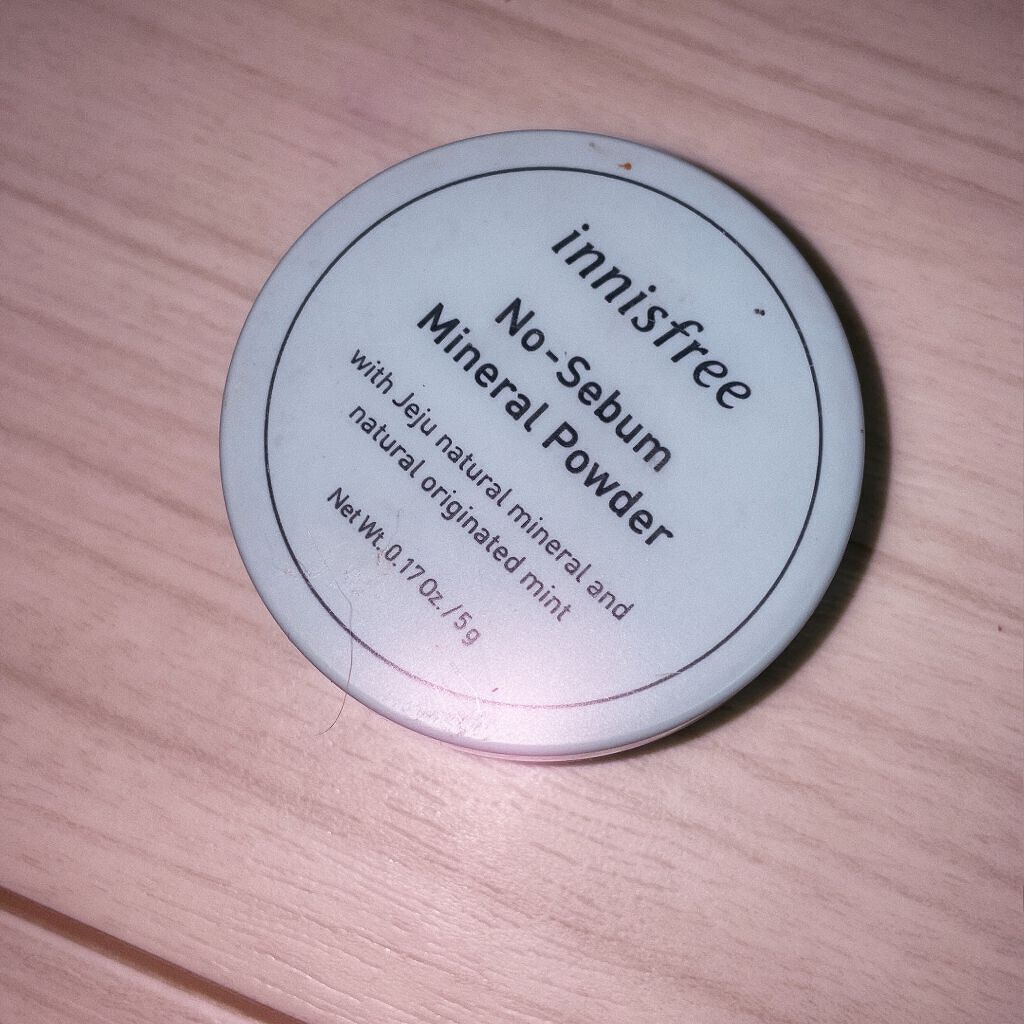 innisfree
No-Sebum
Mineral Powder
with Jeju natural mineral and
natural originated mint
Net Wt. 0.17 Oz. / 5 g